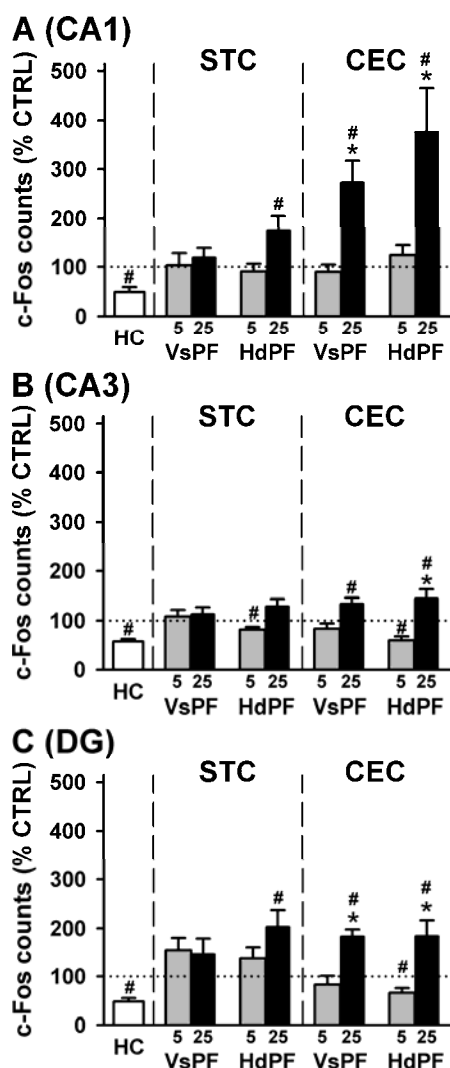 A (CA1)
STC CEC
c-Fos counts (% CTRL)
500
400
300
200
100
0
# # # * # *
HC
5 25 5 25 5 25 5 25
VsPF HdPF VsPF HdPF
B (CA3)
STC CEC
c-Fos counts (% CTRL)
500
400
300
200
100
0
# # # # # *
HC
5 25 5 25 5 25 5 25
VsPF HdPF VsPF HdPF
C (DG)
STC CEC
c-Fos counts (% CTRL)
500
400
300
200
100
0
# # # * # # *
HC
5 25 5 25 5 25 5 25
VsPF HdPF VsPF HdPF